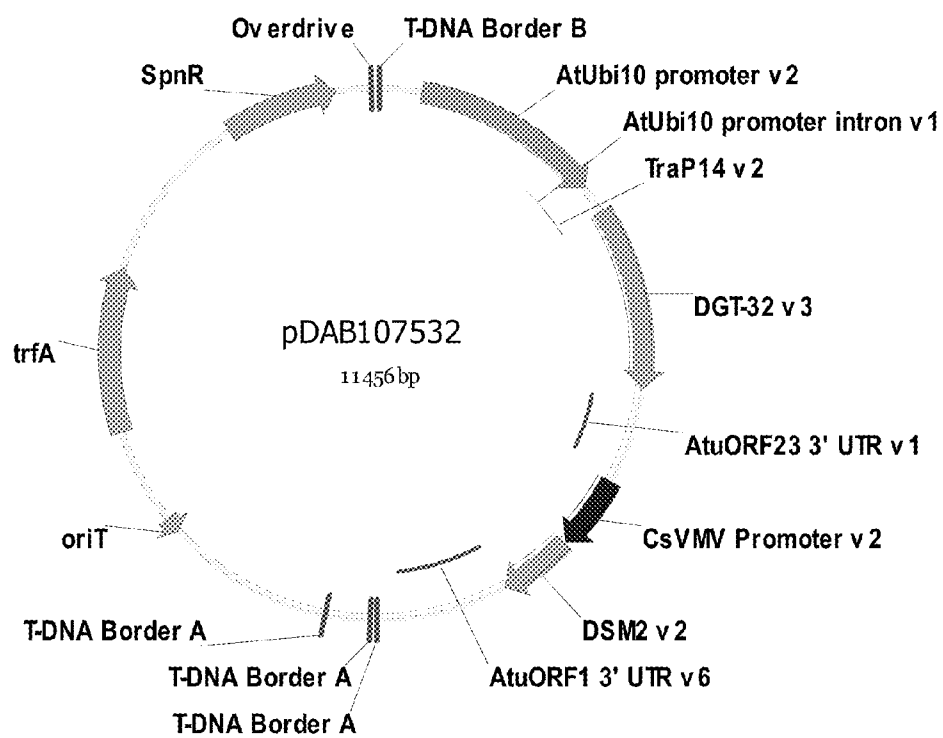 Overdrive
T-DNA Border B
SpnR
AtUbi10 promoter v2
AtUbi10 promoter intron v1
TraP14 v2
DGT-32 v3
pDAB107532
11456bp
trfA
AtuORF23 3' UTR v1
CsVMV Promoter v2
oriT
DSM2 v2
T-DNA Border A
T-DNA Border A
AtuORF1 3' UTR v6
T-DNA Border A